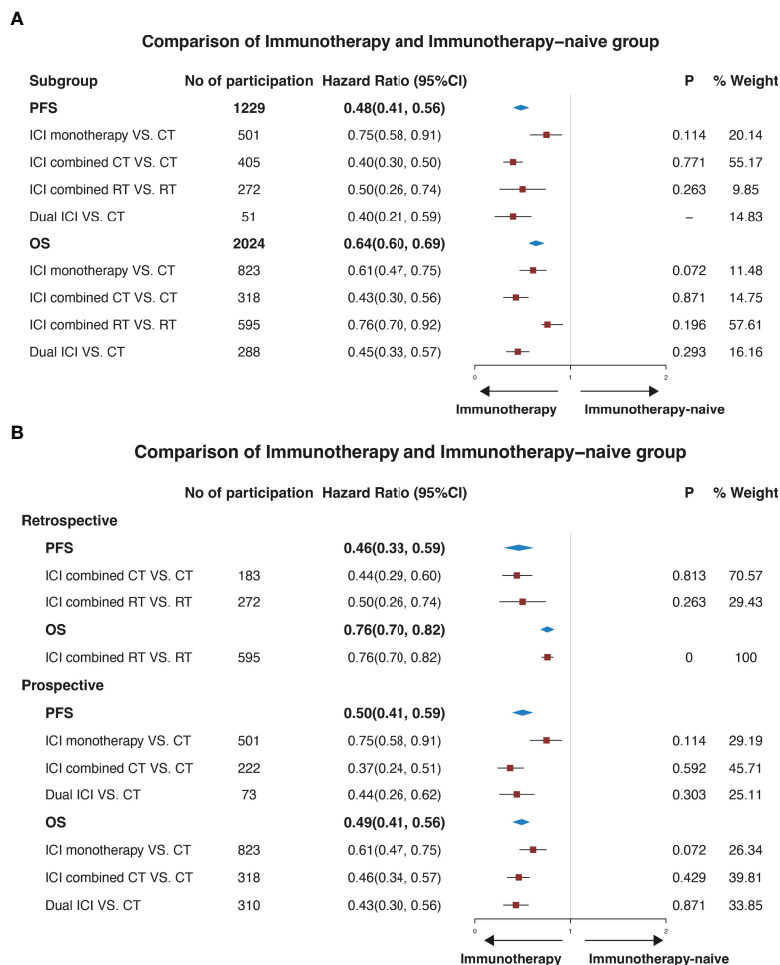 A
Comparison of Immunotherapy and Immunotherapy–naive group
Subgroup No of participation Hazard Ratio (95%CI) P % Weight
PFS 1229 0.48(0.41, 0.56)
ICI monotherapy VS. CT 501 0.75(0.58, 0.91) 0.114 20.14
ICI combined CT VS. CT 405 0.40(0.30, 0.50) 0.771 55.17
ICI combined RT VS. RT 272 0.50(0.26, 0.74) 0.263 9.85
Dual ICI VS. CT 51 0.40(0.21, 0.59) – 14.83
OS 2024 0.64(0.60, 0.69)
ICI monotherapy VS. CT 823 0.61(0.47, 0.75) 0.072 11.48
ICI combined CT VS. CT 318 0.43(0.30, 0.56) 0.871 14.75
ICI combined RT VS. RT 595 0.76(0.70, 0.92) 0.196 57.61
Dual ICI VS. CT 288 0.45(0.33, 0.57) 0.293 16.16
0 1 2
Immunotherapy Immunotherapy-naive
B
Comparison of Immunotherapy and Immunotherapy–naive group
No of participation Hazard Ratio (95%CI) P % Weight
Retrospective
PFS 0.46(0.33, 0.59)
ICI combined CT VS. CT 183 0.44(0.29, 0.60) 0.813 70.57
ICI combined RT VS. RT 272 0.50(0.26, 0.74) 0.263 29.43
OS 0.76(0.70, 0.82)
ICI combined RT VS. RT 595 0.76(0.70, 0.82) 0 100
Prospective
PFS 0.50(0.41, 0.59)
ICI monotherapy VS. CT 501 0.75(0.58, 0.91) 0.114 29.19
ICI combined CT VS. CT 222 0.37(0.24, 0.51) 0.592 45.71
Dual ICI VS. CT 73 0.44(0.26, 0.62) 0.303 25.11
OS 0.49(0.41, 0.56)
ICI monotherapy VS. CT 823 0.61(0.47, 0.75) 0.072 26.34
ICI combined CT VS. CT 318 0.46(0.34, 0.57) 0.429 39.81
Dual ICI VS. CT 310 0.43(0.30, 0.56) 0.871 33.85
0 1 2
Immunotherapy Immunotherapy-naive